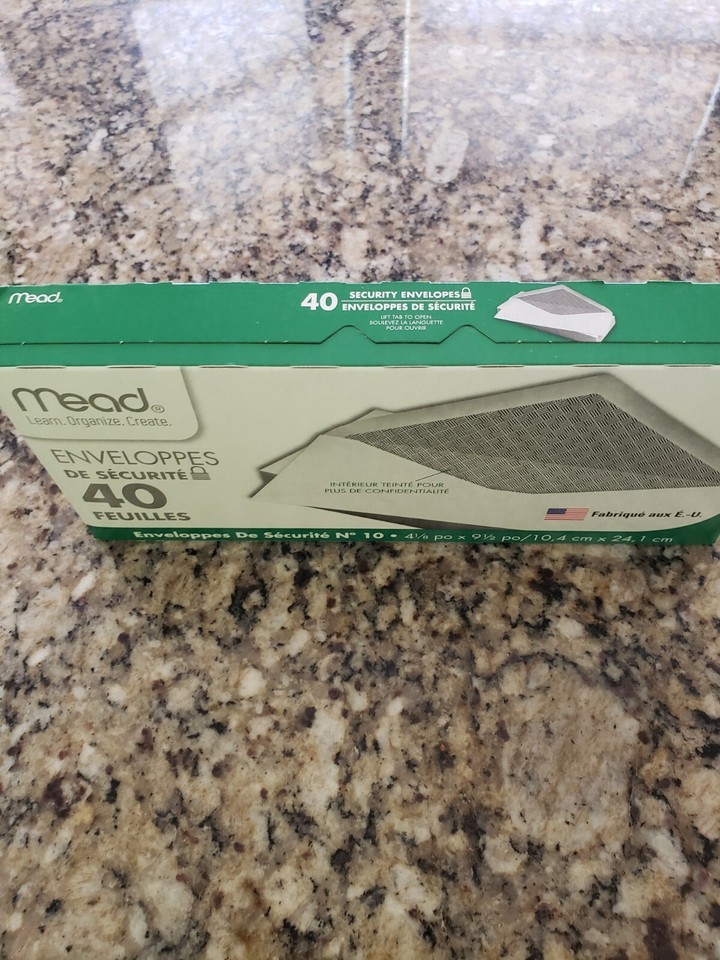 mead®
40 SECURITY ENVELOPES
ENVELOPPES DE SÉCURITÉ
LIFT TAB TO OPEN
SOULEVEZ LA LANGUETTE
POUR OUVRIR
mead®
Learn. Organize. Create.
ENVELOPPES
DE SÉCURITÉ
40
FEUILLES
INTÉRIEUR TEINTÉ POUR
PLUS DE CONFIDENTIALITÉ
Fabriqué aux É.-U.
Enveloppes De Sécurité N° 10 • 4⅛ po x 9½ po/10,4 cm x 24,1 cm